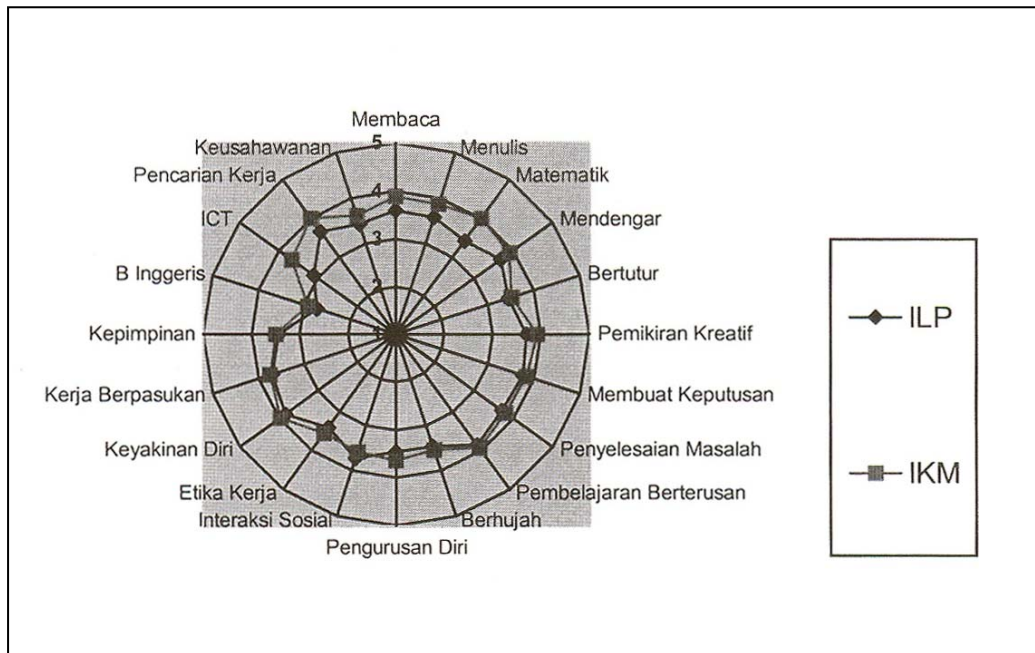 Membaca
5
Keusahawanan
Menulis
Pencarian Kerja
4
Matematik
ICT
3
Mendengar
B Inggeris
2
Bertutur
Kepimpinan
1
Pemikiran Kreatif
Kerja Berpasukan
Membuat Keputusan
Keyakinan Diri
Penyelesaian Masalah
Etika Kerja
Pembelajaran Berterusan
Interaksi Sosial
Berhujah
Pengurusan Diri
ILP
IKM